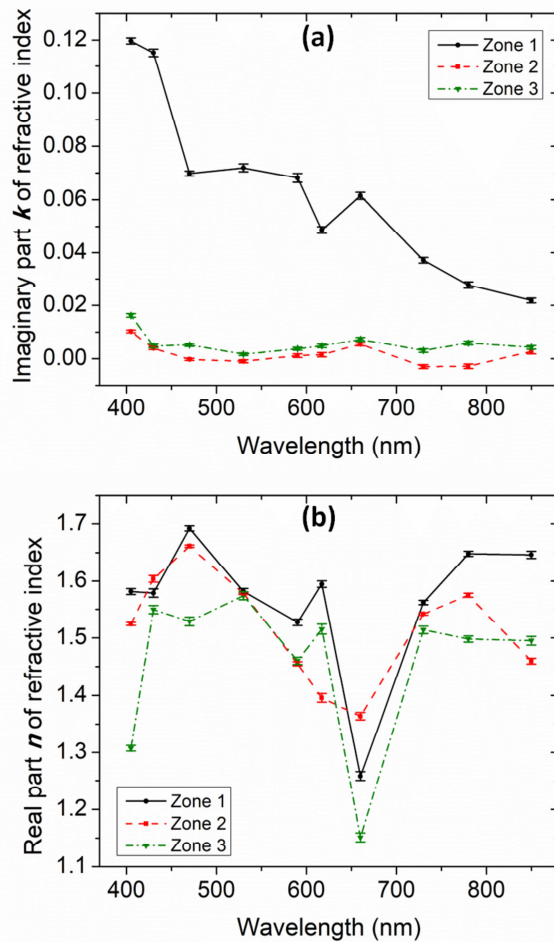 (a)
Zone 1
Zone 2
Zone 3
Imaginary part k of refractive index
0.12
0.10
0.08
0.06
0.04
0.02
0.00
400 500 600 700 800
Wavelength (nm)
(b)
Real part n of refractive index
1.7
1.6
1.5
1.4
1.3
1.2
1.1
Zone 1
Zone 2
Zone 3
400 500 600 700 800
Wavelength (nm)